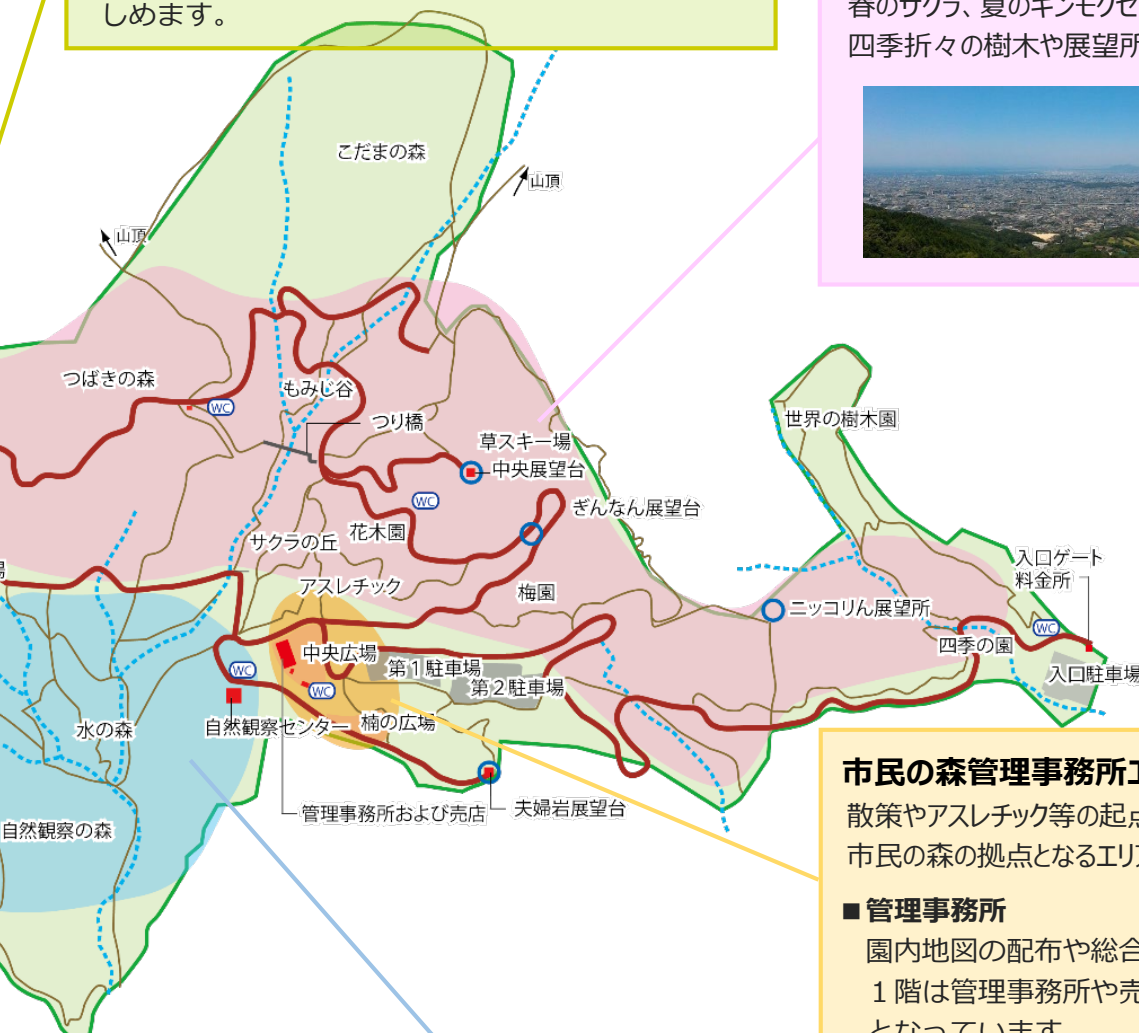 しめます。
春のサクラ、夏のキンモクセ
四季折々の樹木や展望所
こだまの森
山頂
山頂
つばきの森
もみじ谷
WC
つり橋
世界の樹木園
草スキー場
中央展望台
WC
ぎんなん展望台
サクラの丘
花木園
場
入口ゲート
料金所
アスレチック
梅園
ニッコりん展望所
WC
四季の園
中央広場
第1駐車場
WC
入口駐車場
第2駐車場
WC
水の森
自然観察センター
楠の広場
管理事務所および売店
夫婦岩展望台
自然観察の森
市民の森管理事務所
散策やアスレチック等の起点
市民の森の拠点となるエリ
■管理事務所
園内地図の配布や総合
1階は管理事務所や売
となっています